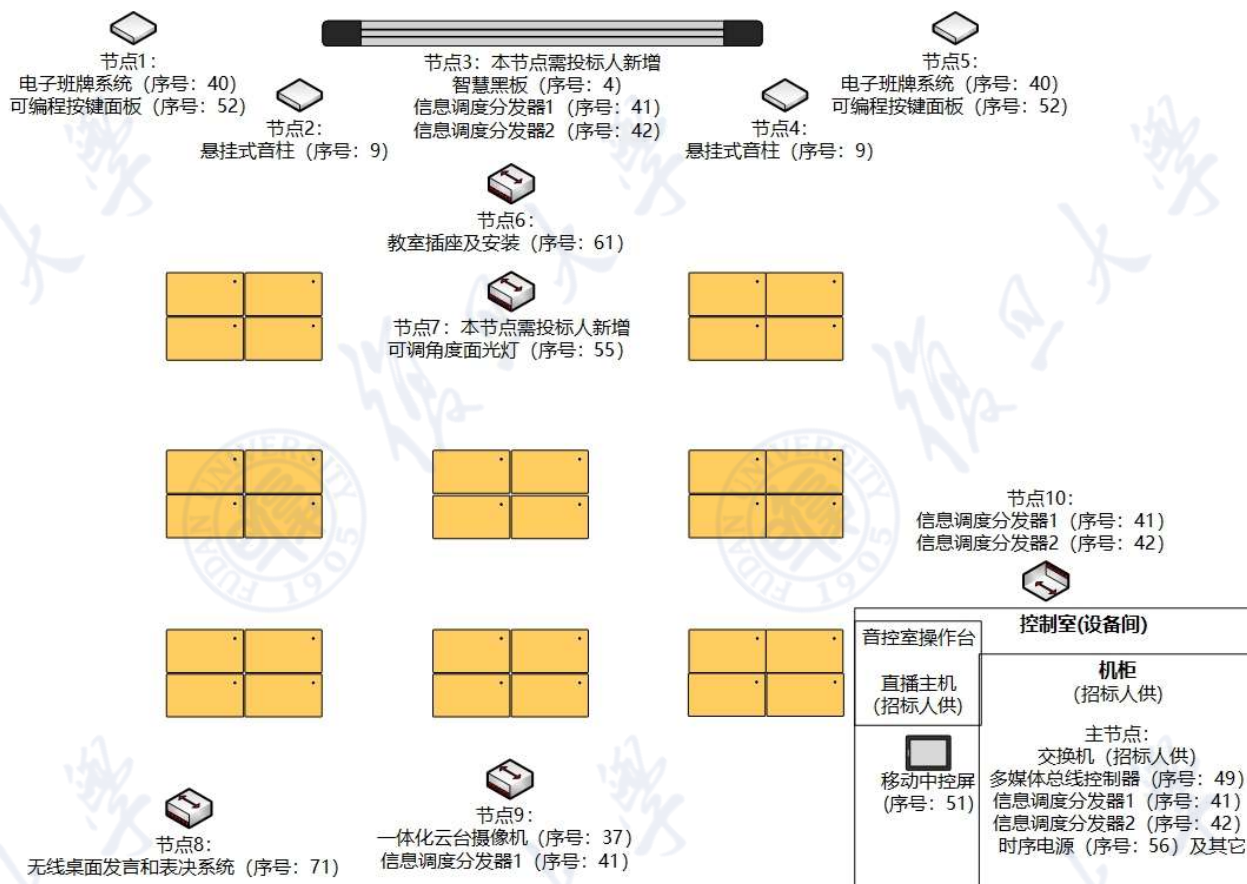 节点1：
电子班牌系统（序号：40）
可编程按键面板（序号：52）
节点2：
悬挂式音柱（序号：9）
节点3：本节点需投标人新增
智慧黑板（序号：4）
信息调度分发器1（序号：41）
信息调度分发器2（序号：42）
节点4：
悬挂式音柱（序号：9）
节点5：
电子班牌系统（序号：40）
可编程按键面板（序号：52）
节点6：
教室插座及安装（序号：61）
节点7：本节点需投标人新增
可调角度面光灯（序号：55）
节点10：
信息调度分发器1（序号：41）
信息调度分发器2（序号：42）
控制室(设备间)
音控室操作台
直播主机
(招标人供)
移动中控屏
(序号：51)
机柜
(招标人供)
主节点：
交换机（招标人供）
多媒体总线控制器（序号：49）
信息调度分发器1（序号：41）
信息调度分发器2（序号：42）
时序电源（序号：56）及其它
节点8：
无线桌面发言和表决系统（序号：71）
节点9：
一体化云台摄像机（序号：37）
信息调度分发器1（序号：41）
FUDAN UNIVERSITY
1905
FUDAN UNIVERSITY
1905